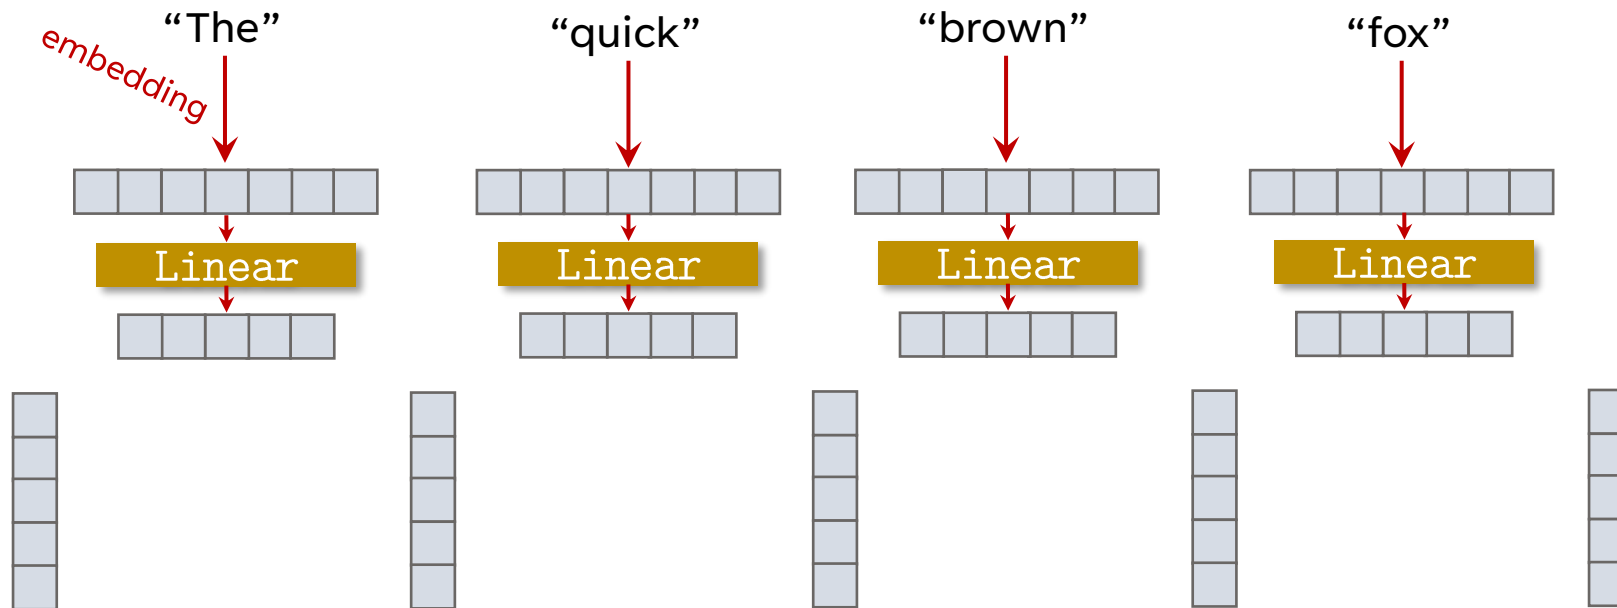 “The”
“quick”
“brown”
“fox”
embedding
Linear
Linear
Linear
Linear